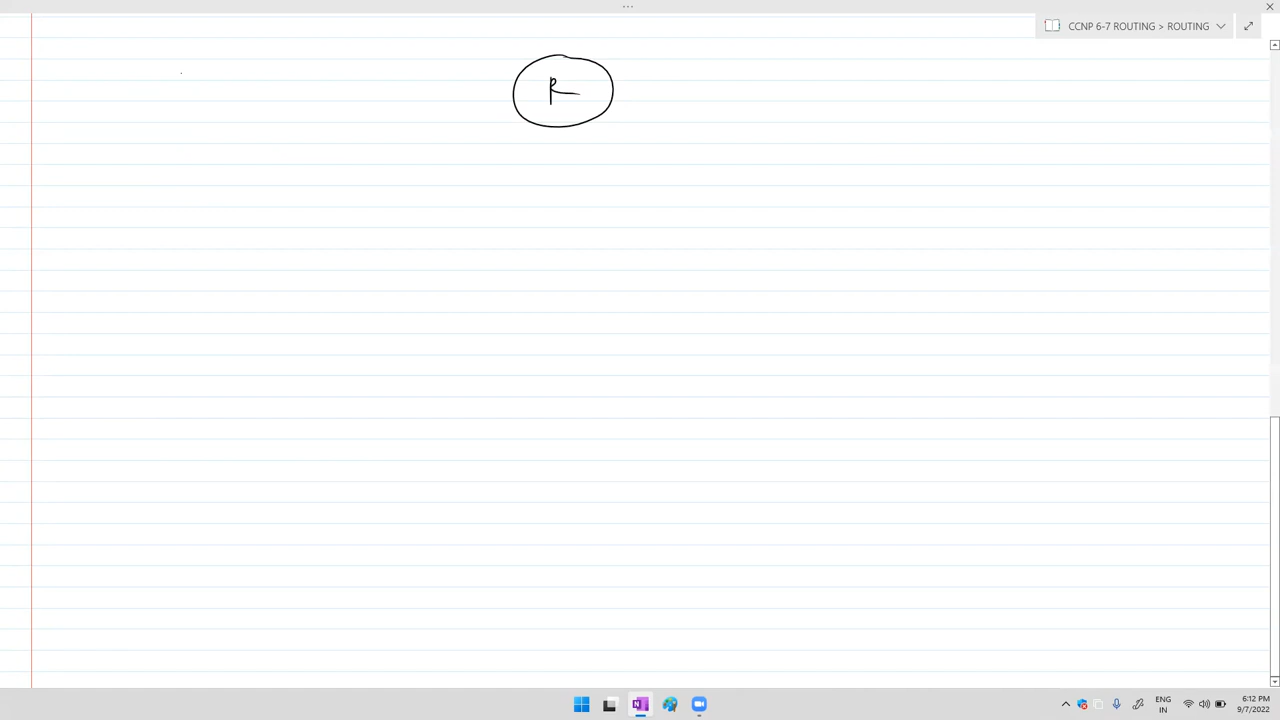 CCNP 6-7 ROUTING > ROUTING
R
ENG
IN
6:12 PM
9/7/2022